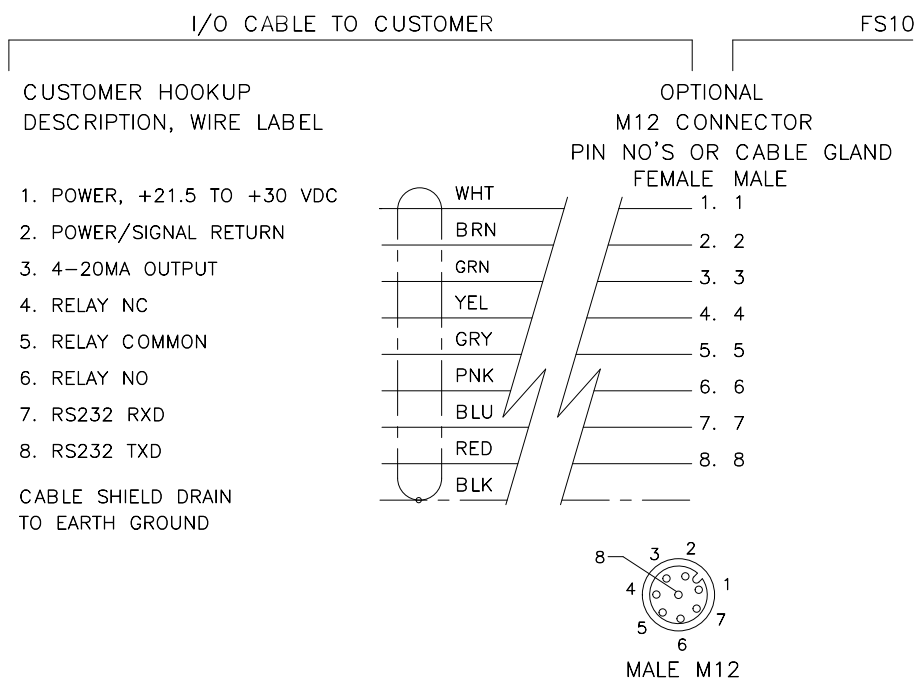 I/O CABLE TO CUSTOMER
FS10
CUSTOMER HOOKUP
DESCRIPTION, WIRE LABEL
OPTIONAL
M12 CONNECTOR
PIN NO'S OR CABLE GLAND
FEMALE MALE
1. POWER, +21.5 TO +30 VDC WHT 1. 1
2. POWER/SIGNAL RETURN BRN 2. 2
3. 4-20MA OUTPUT GRN 3. 3
4. RELAY NC YEL 4. 4
5. RELAY COMMON GRY 5. 5
6. RELAY NO PNK 6. 6
7. RS232 RXD BLU 7. 7
8. RS232 TXD RED 8. 8
CABLE SHIELD DRAIN BLK
TO EARTH GROUND
8 3 2
4 1
5 7
6
MALE M12